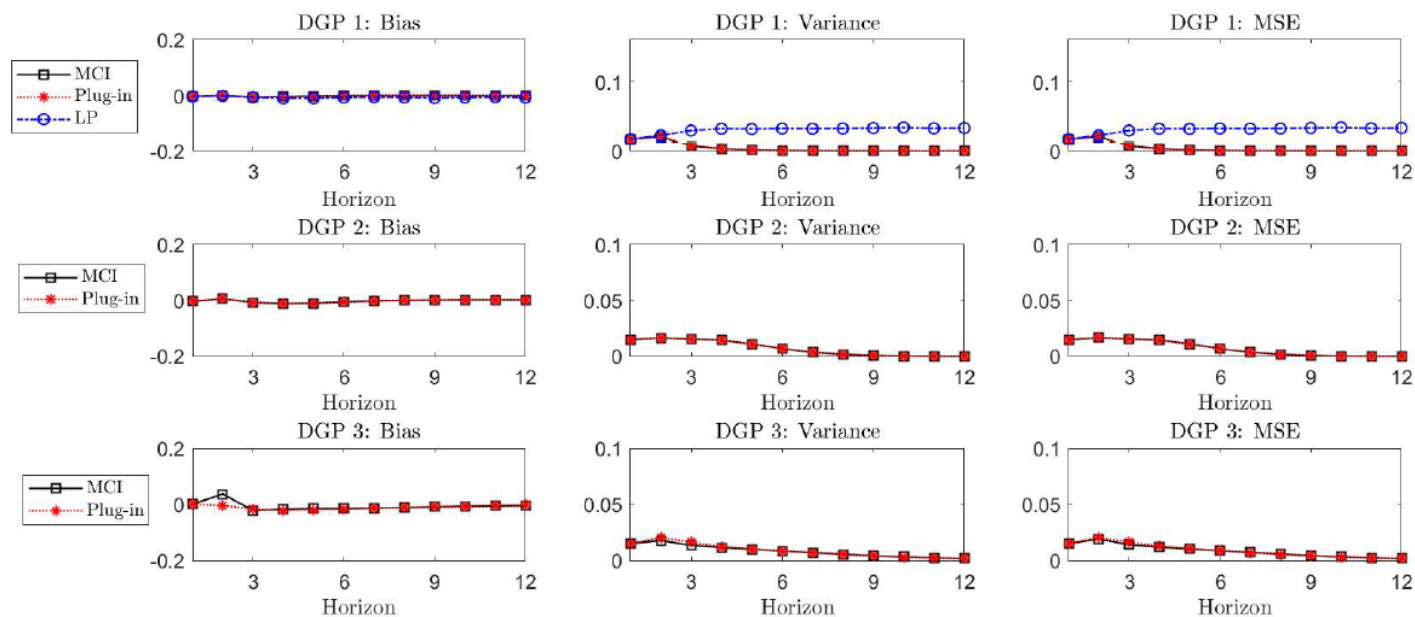 DGP 1: Bias
DGP 1: Variance
DGP 1: MSE
MCI
Plug-in
LP
0.2
0
-0.2
3 6 9 12
Horizon
0.1
0
3 6 9 12
Horizon
0.1
0
3 6 9 12
Horizon
DGP 2: Bias
DGP 2: Variance
DGP 2: MSE
MCI
Plug-in
0.2
0
-0.2
3 6 9 12
Horizon
0.1
0.05
0
3 6 9 12
Horizon
0.1
0.05
0
3 6 9 12
Horizon
DGP 3: Bias
DGP 3: Variance
DGP 3: MSE
MCI
Plug-in
0.2
0
-0.2
3 6 9 12
Horizon
0.1
0.05
0
3 6 9 12
Horizon
0.1
0.05
0
3 6 9 12
Horizon